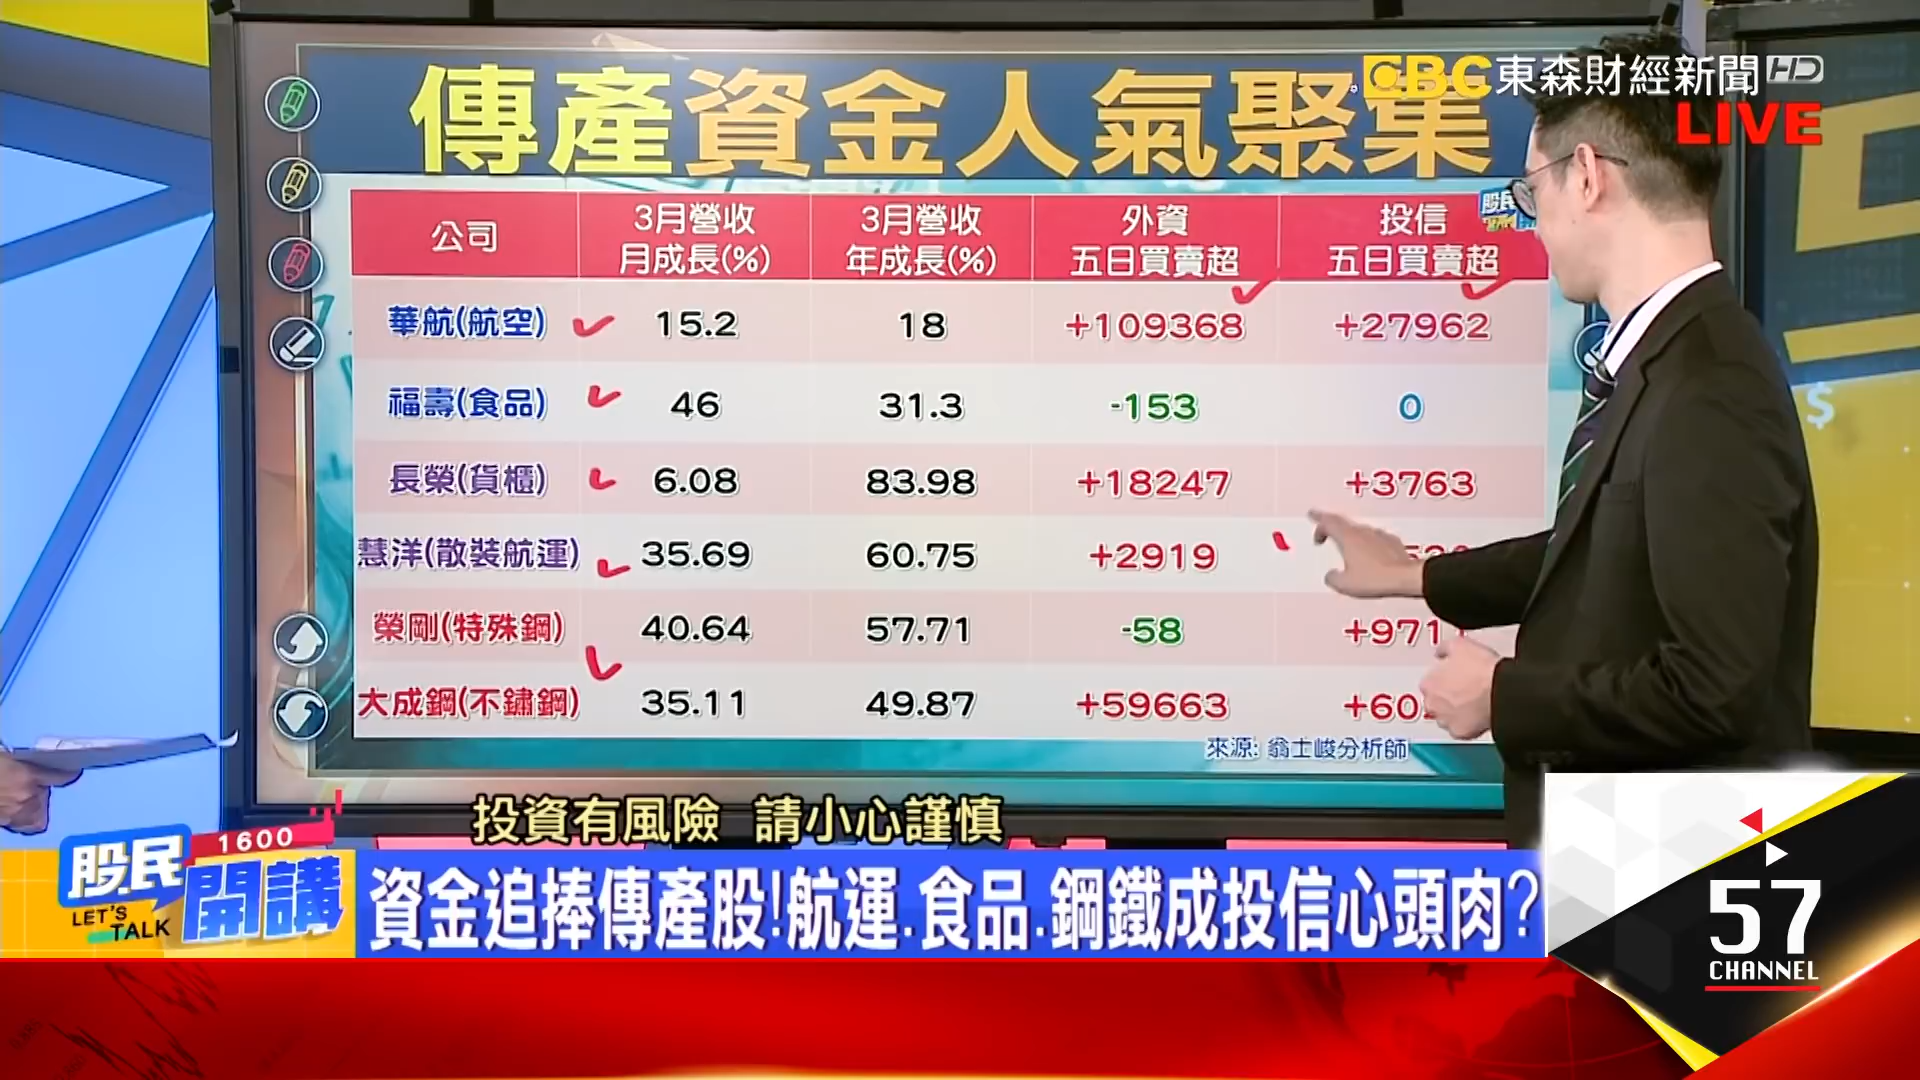 EBC 東森財經新聞 HD
LIVE
傳產資金人氣聚集
公司 3月營收月成長(%) 3月營收年成長(%) 外資五日買賣超 投信五日買賣超
華航(航空) 15.2 18 +109368 +27962
福壽(食品) 46 31.3 -153 0
長榮(貨櫃) 6.08 83.98 +18247 +3763
慧洋(散裝航運) 35.69 60.75 +2919
榮剛(特殊鋼) 40.64 57.71 -58 +971
大成鋼(不鏽鋼) 35.11 49.87 +59663 +60
來源: 翁士峻分析師
投資有風險 請小心謹慎
1600
股民開講
LET'S TALK
資金追捧傳產股!航運.食品.鋼鐵成投信心頭肉?
57
CHANNEL